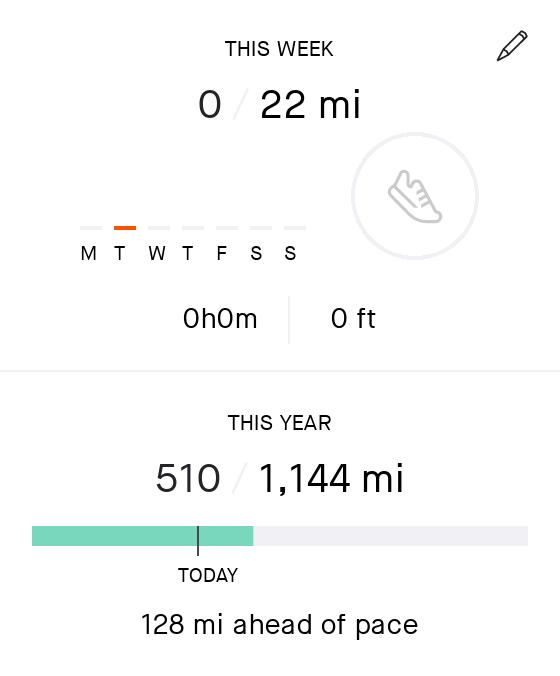 THIS WEEK
0 / 22 mi
M T W T F S S
0h0m 0 ft
THIS YEAR
510 / 1,144 mi
TODAY
128 mi ahead of pace